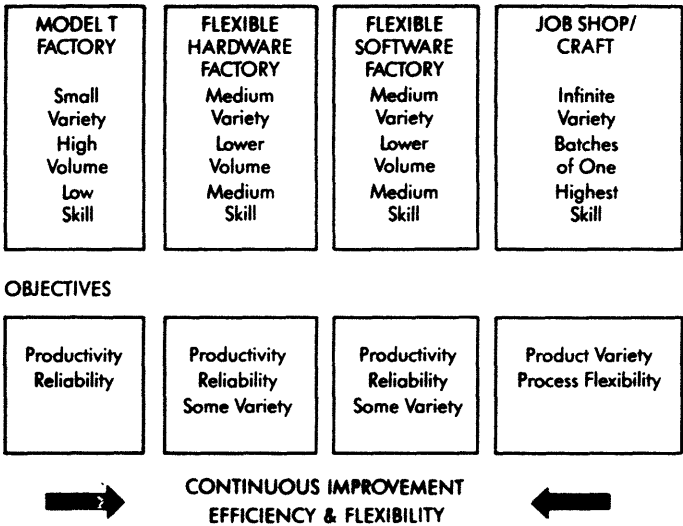 MODEL T
FACTORY
Small
Variety
High
Volume
Low
Skill
FLEXIBLE
HARDWARE
FACTORY
Medium
Variety
Lower
Volume
Medium
Skill
FLEXIBLE
SOFTWARE
FACTORY
Medium
Variety
Lower
Volume
Medium
Skill
JOB SHOP/
CRAFT
Infinite
Variety
Batches
of One
Highest
Skill
OBJECTIVES
Productivity
Reliability
Productivity
Reliability
Some Variety
Productivity
Reliability
Some Variety
Product Variety
Process Flexibility
CONTINUOUS IMPROVEMENT
EFFICIENCY & FLEXIBILITY